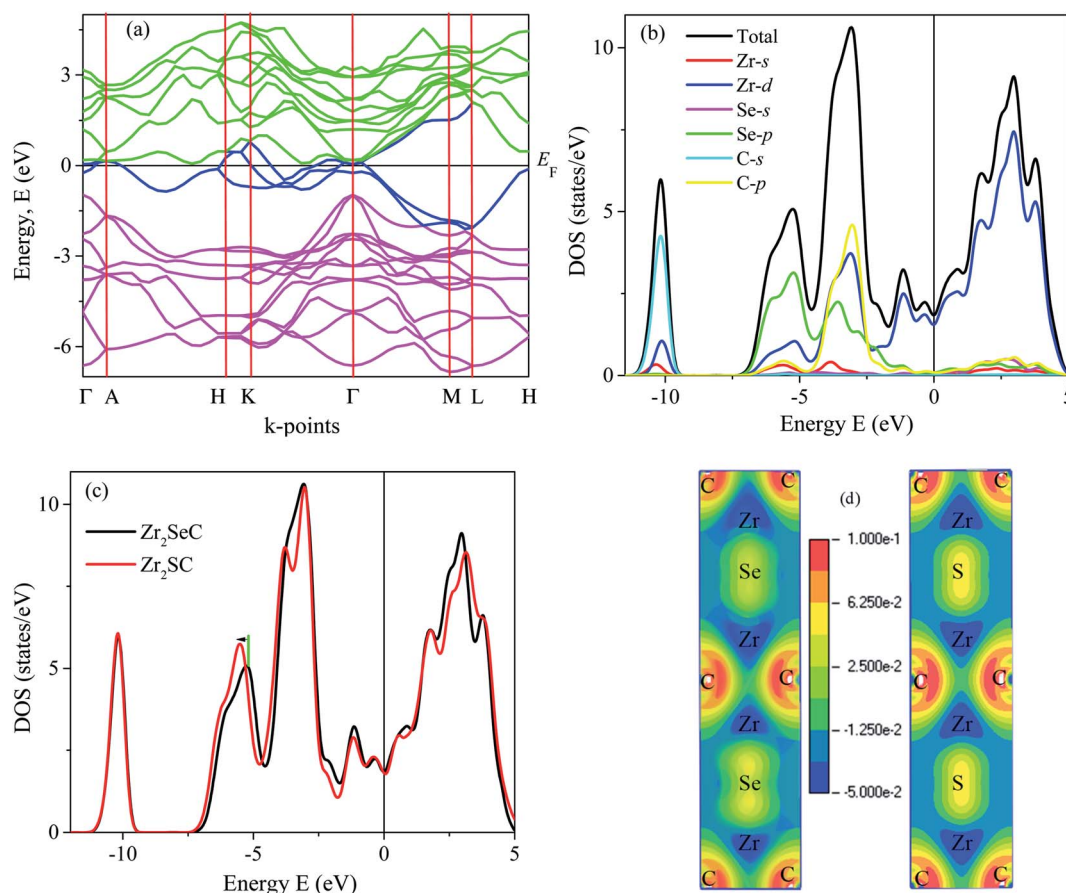 (a)
3
0
-3
-6
Energy, E (eV)
E_F
Γ A H K Γ M L H
k-points
(b)
Total
Zr-s
Zr-d
Se-s
Se-p
C-s
C-p
10
5
0
DOS (states/eV)
-10 -5 0 5
Energy E (eV)
(c)
Zr₂SeC
Zr₂SC
10
5
0
DOS (states/eV)
-10 -5 0 5
Energy E (eV)
(d)
C C
Zr
Se
Zr
C C
Zr
Se
Zr
C C
1.000e-1
6.250e-2
2.500e-2
-1.250e-2
-5.000e-2
C C
Zr
S
Zr
C C
Zr
S
Zr
C C